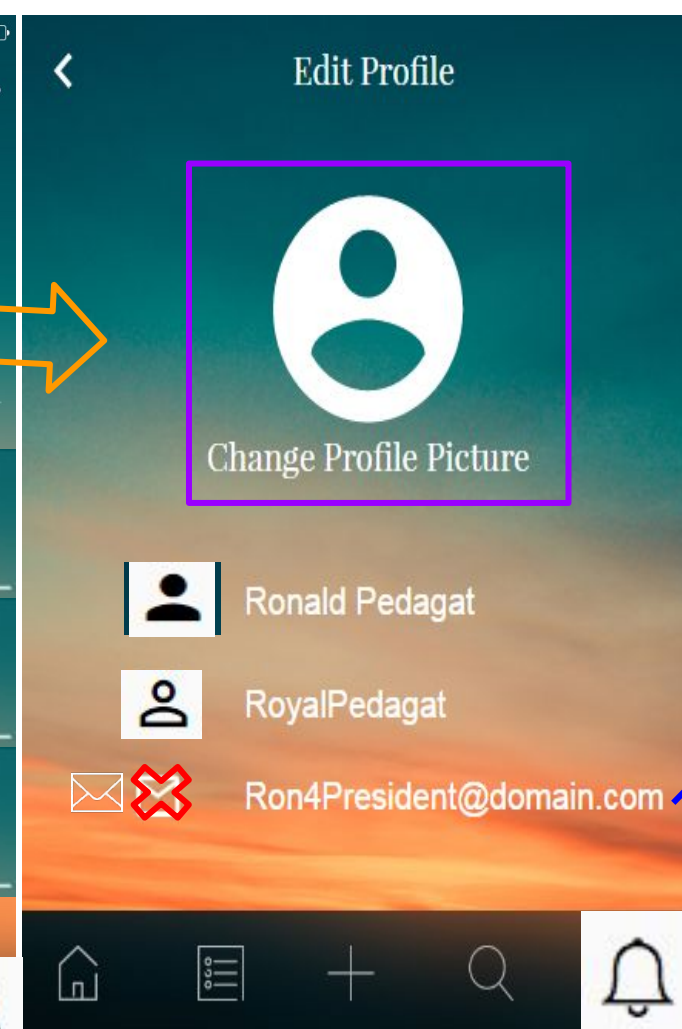 Edit Profile
Change Profile Picture
Ronald Pedagat
RoyalPedagat
Ron4President@domain.com